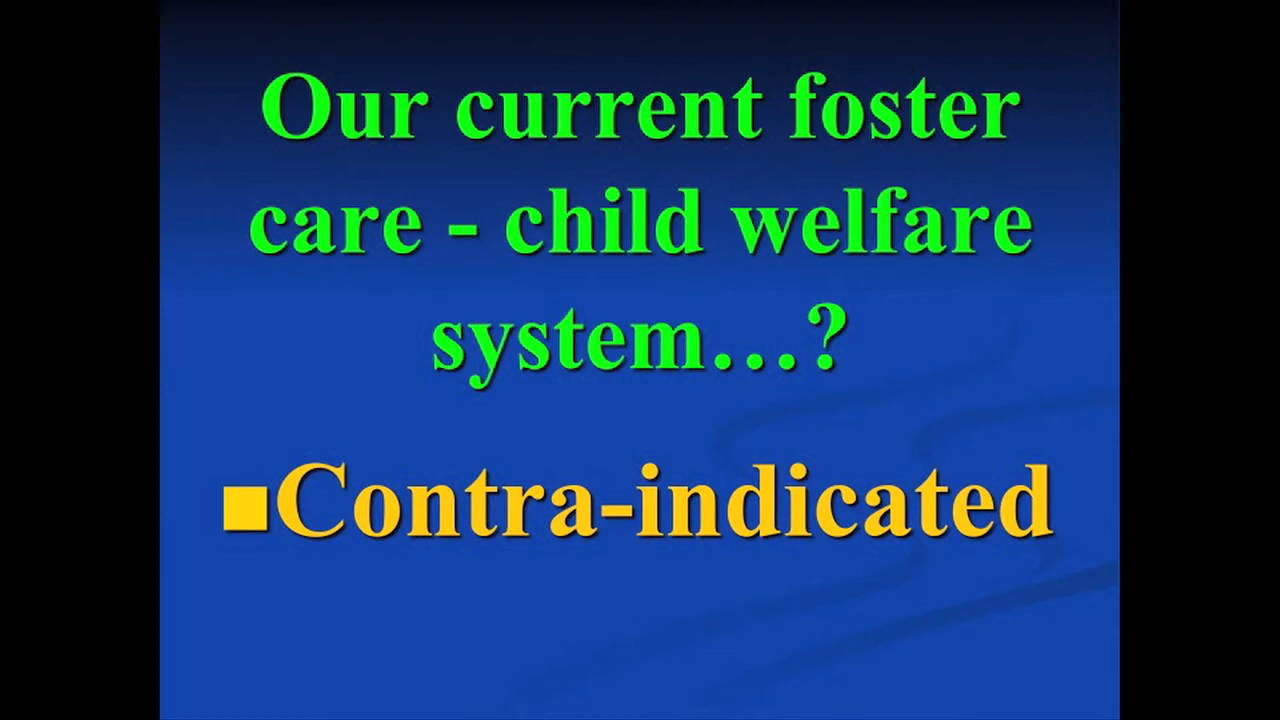 Our current foster
care - child welfare
system…?
■Contra-indicated